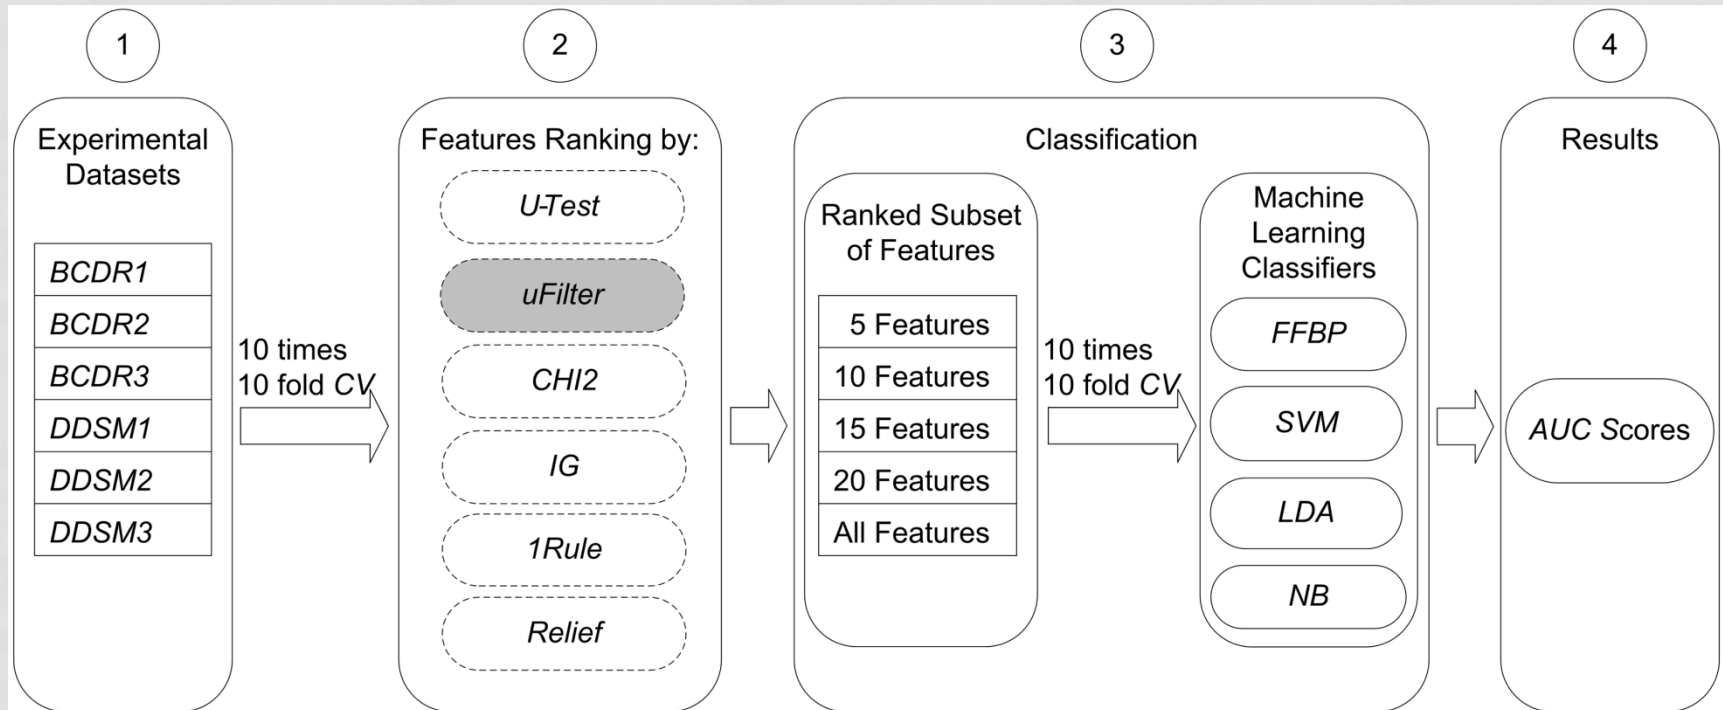 1
Experimental
Datasets
BCDR1
BCDR2
BCDR3
DDSM1
DDSM2
DDSM3
10 times
10 fold CV
2
Features Ranking by:
U-Test
uFilter
CHI2
IG
1Rule
Relief
3
Classification
Ranked Subset
of Features
5 Features
10 Features
15 Features
20 Features
All Features
10 times
10 fold CV
Machine
Learning
Classifiers
FFBP
SVM
LDA
NB
4
Results
AUC Scores